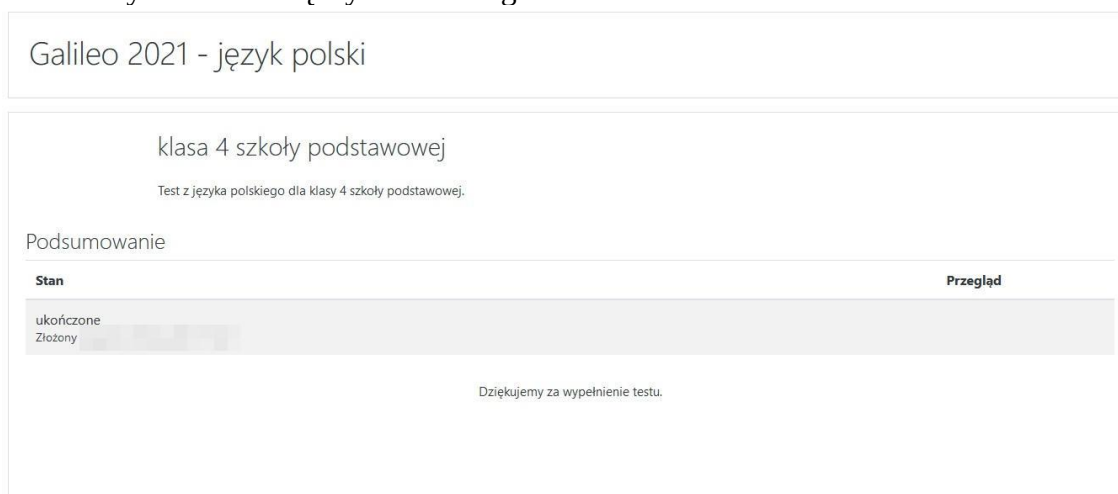 Galileo 2021 - język polski
klasa 4 szkoły podstawowej
Test z języka polskiego dla klasy 4 szkoły podstawowej.
Podsumowanie
Stan Przegląd
ukończone
Złożony
Dziękujemy za wypełnienie testu.